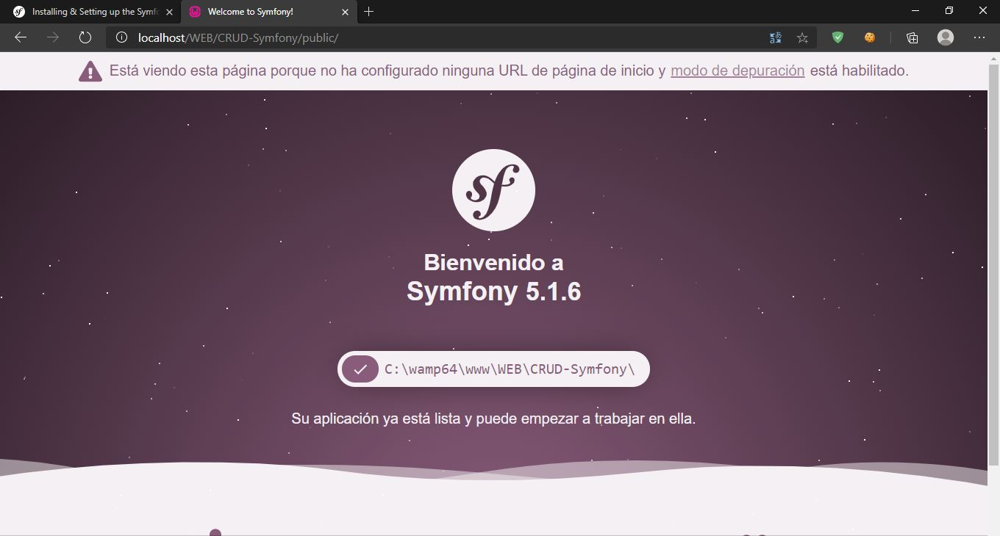 Installing & Setting up the Symfo
Welcome to Symfony!
localhost/WEB/CRUD-Symfony/public/
Está viendo esta página porque no ha configurado ninguna URL de página de inicio y modo de depuración está habilitado.
sf
Bienvenido a
Symfony 5.1.6
C:\wamp64\www\WEB\CRUD-Symfony\
Su aplicación ya está lista y puede empezar a trabajar en ella.